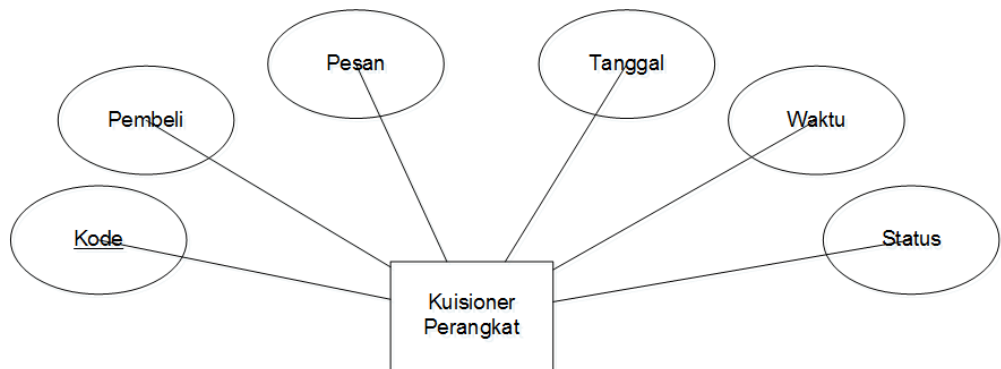 Pesan
Tanggal
Pembeli
Waktu
Kode
Status
Kuisioner
Perangkat